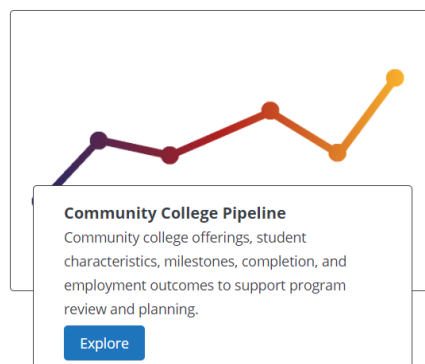 Community College Pipeline
Community college offerings, student
characteristics, milestones, completion, and
employment outcomes to support program
review and planning.
Explore